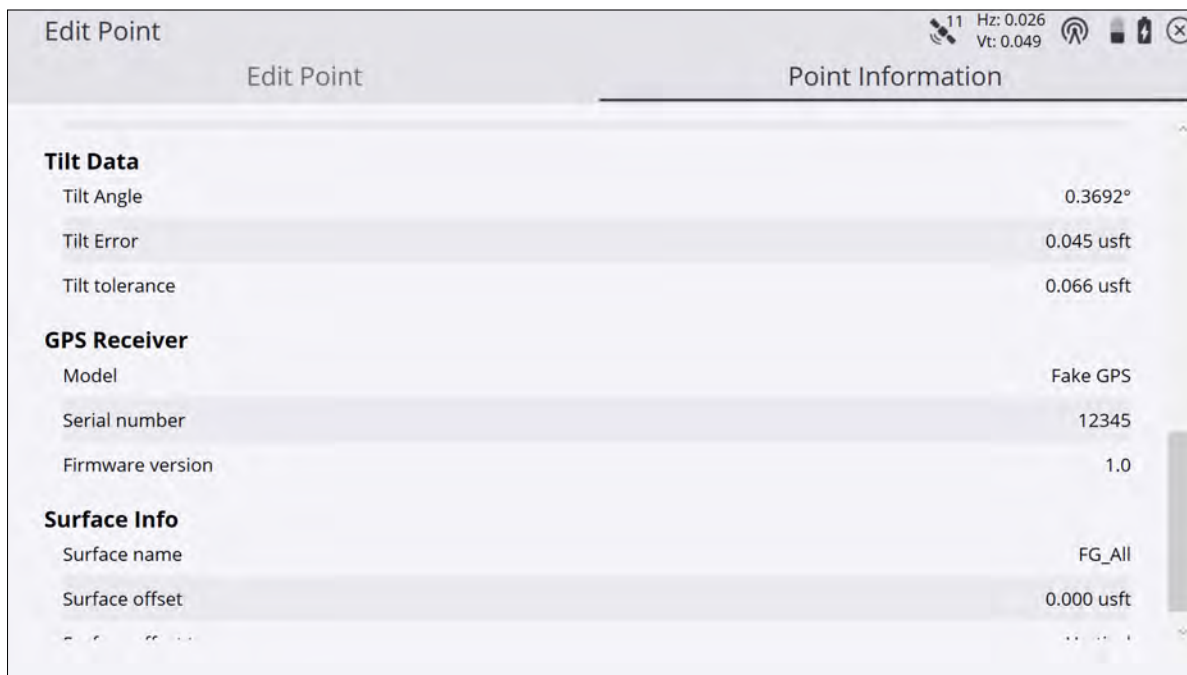 Edit Point
11 Hz: 0.026
Vt: 0.049
Edit Point Point Information
Tilt Data
Tilt Angle 0.3692°
Tilt Error 0.045 usft
Tilt tolerance 0.066 usft
GPS Receiver
Model Fake GPS
Serial number 12345
Firmware version 1.0
Surface Info
Surface name FG_All
Surface offset 0.000 usft